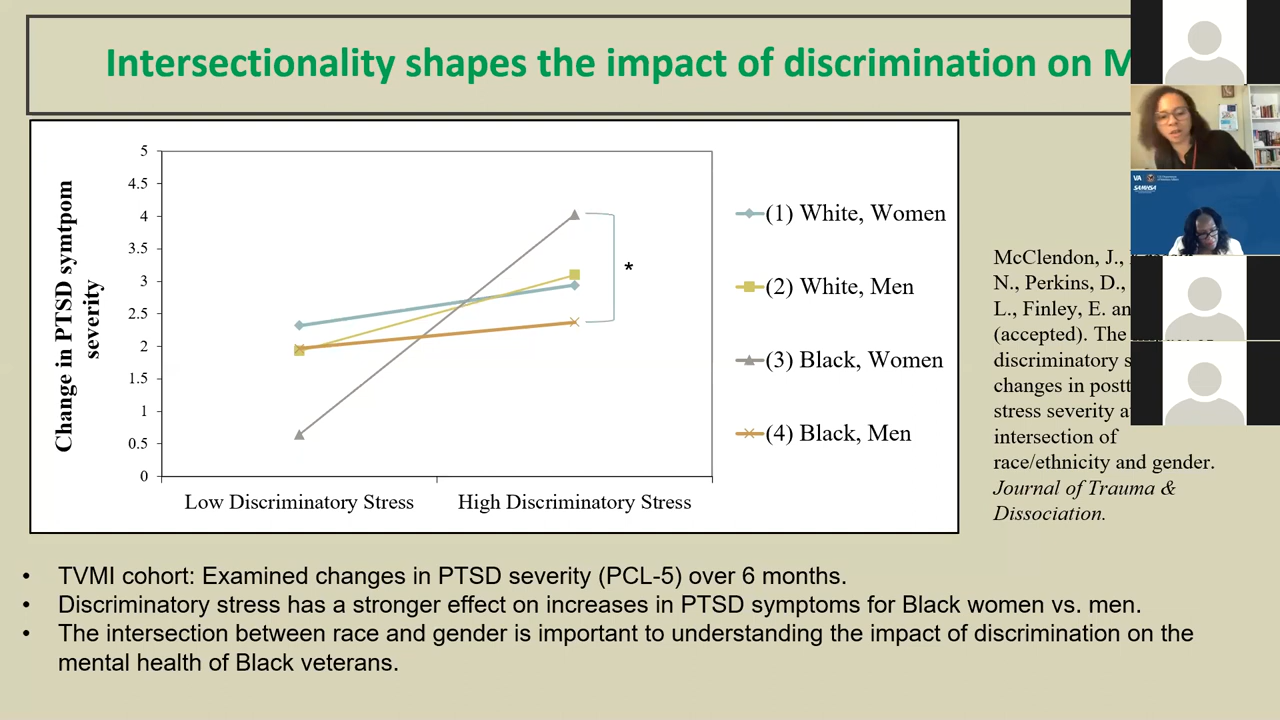 Intersectionality shapes the impact of discrimination on M
Change in PTSD symtpom
severity
5
4.5
4
3.5
3
2.5
2
1.5
1
0.5
0
*
Low Discriminatory Stress
High Discriminatory Stress
(1) White, Women
(2) White, Men
(3) Black, Women
(4) Black, Men
VA
SAMHSA
McClendon, J.,
N., Perkins, D.,
L., Finley, E. an
(accepted). The
discriminatory s
changes in postt
stress severity a
intersection of
race/ethnicity and gender.
Journal of Trauma &
Dissociation.
• TVMI cohort: Examined changes in PTSD severity (PCL-5) over 6 months.
• Discriminatory stress has a stronger effect on increases in PTSD symptoms for Black women vs. men.
• The intersection between race and gender is important to understanding the impact of discrimination on the
mental health of Black veterans.